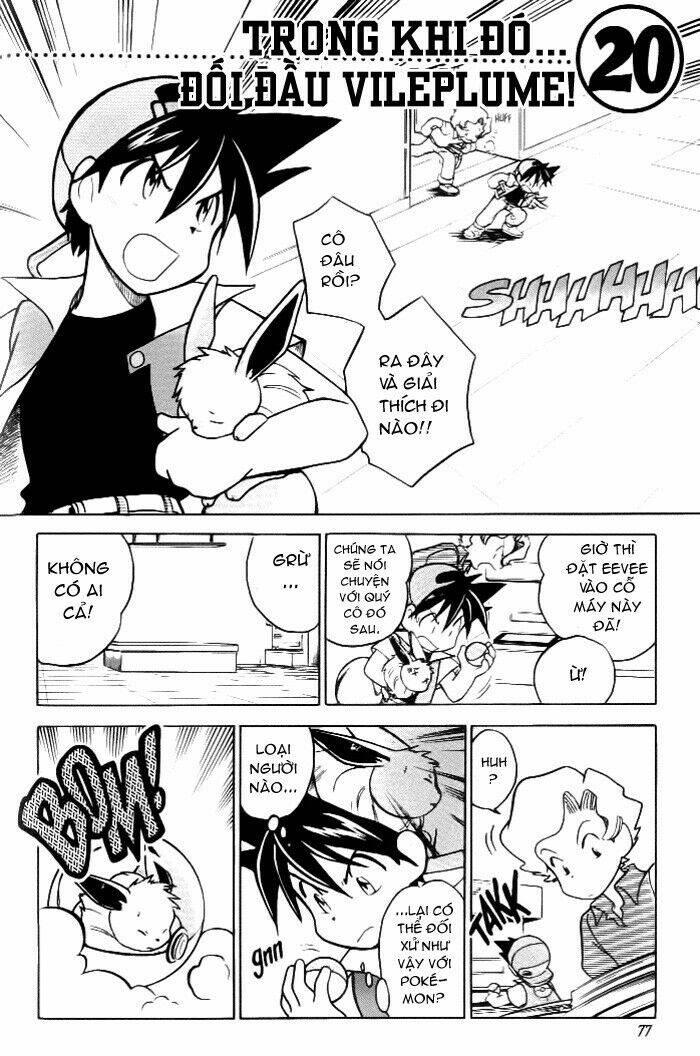 TRONG KHI ĐÓ...
ĐỐI ĐẦU VILEPLUME!
20
HUFF
CÔ
ĐÂU
RỒI?
SHHHHHHH
RA ĐÂY
VÀ GIẢI
THÍCH ĐI
NÀO!!
KHÔNG
CÓ AI
CẢ!
GRỪ
...
CHÚNG TA
SẼ NÓI
CHUYỆN
VỚI QUÝ
CÔ ĐÓ
SAU.
GIỜ THÌ
ĐẶT EEVEE
VÀO CỖ
MÁY NÀY
ĐÃ!
Ừ!
BOM!
LOẠI
NGƯỜI
NÀO...
...LẠI CÓ
THỂ ĐỐI
XỬ NHƯ
VẬY VỚI
POKÉ-
MON?
gnn
HUH
?
TAKK
77